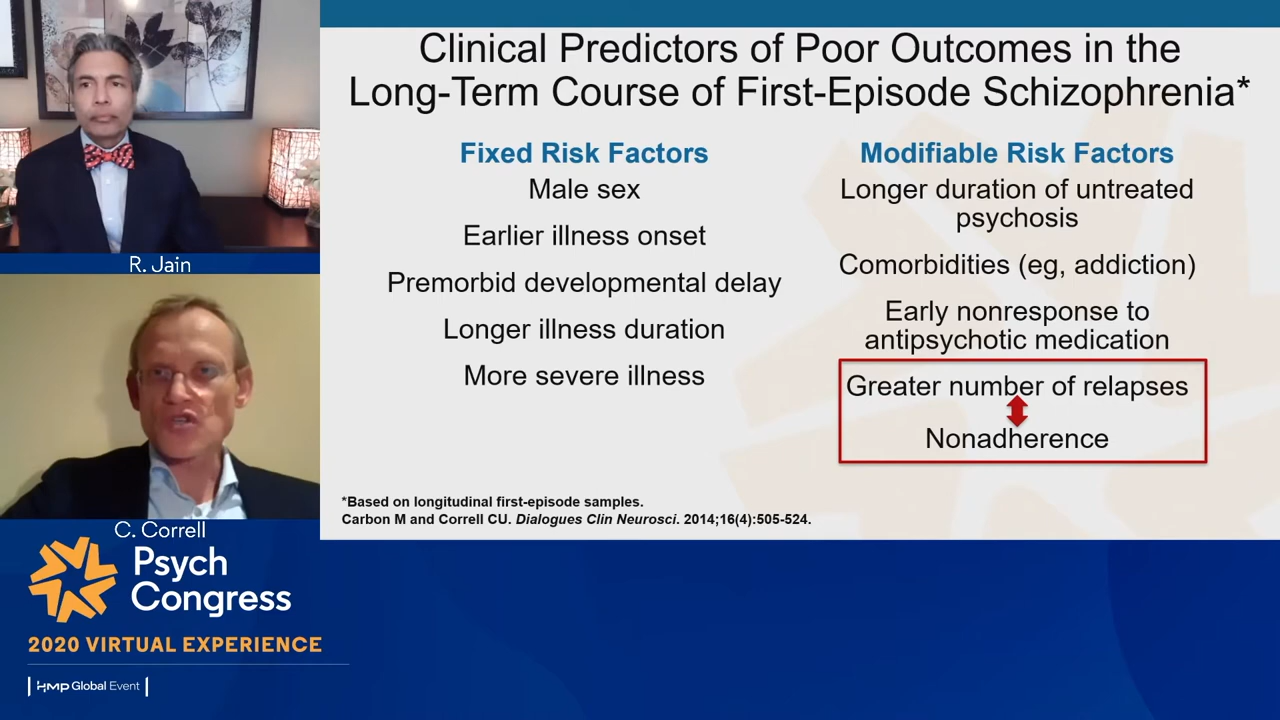 R. Jain
C. Correll
Psych
Congress
2020 VIRTUAL EXPERIENCE
HMP Global Event
Clinical Predictors of Poor Outcomes in the
Long-Term Course of First-Episode Schizophrenia*
Fixed Risk Factors
Male sex
Earlier illness onset
Premorbid developmental delay
Longer illness duration
More severe illness
Modifiable Risk Factors
Longer duration of untreated
psychosis
Comorbidities (eg, addiction)
Early nonresponse to
antipsychotic medication
Greater number of relapses
Nonadherence
*Based on longitudinal first-episode samples.
Carbon M and Correll CU. Dialogues Clin Neurosci. 2014;16(4):505-524.